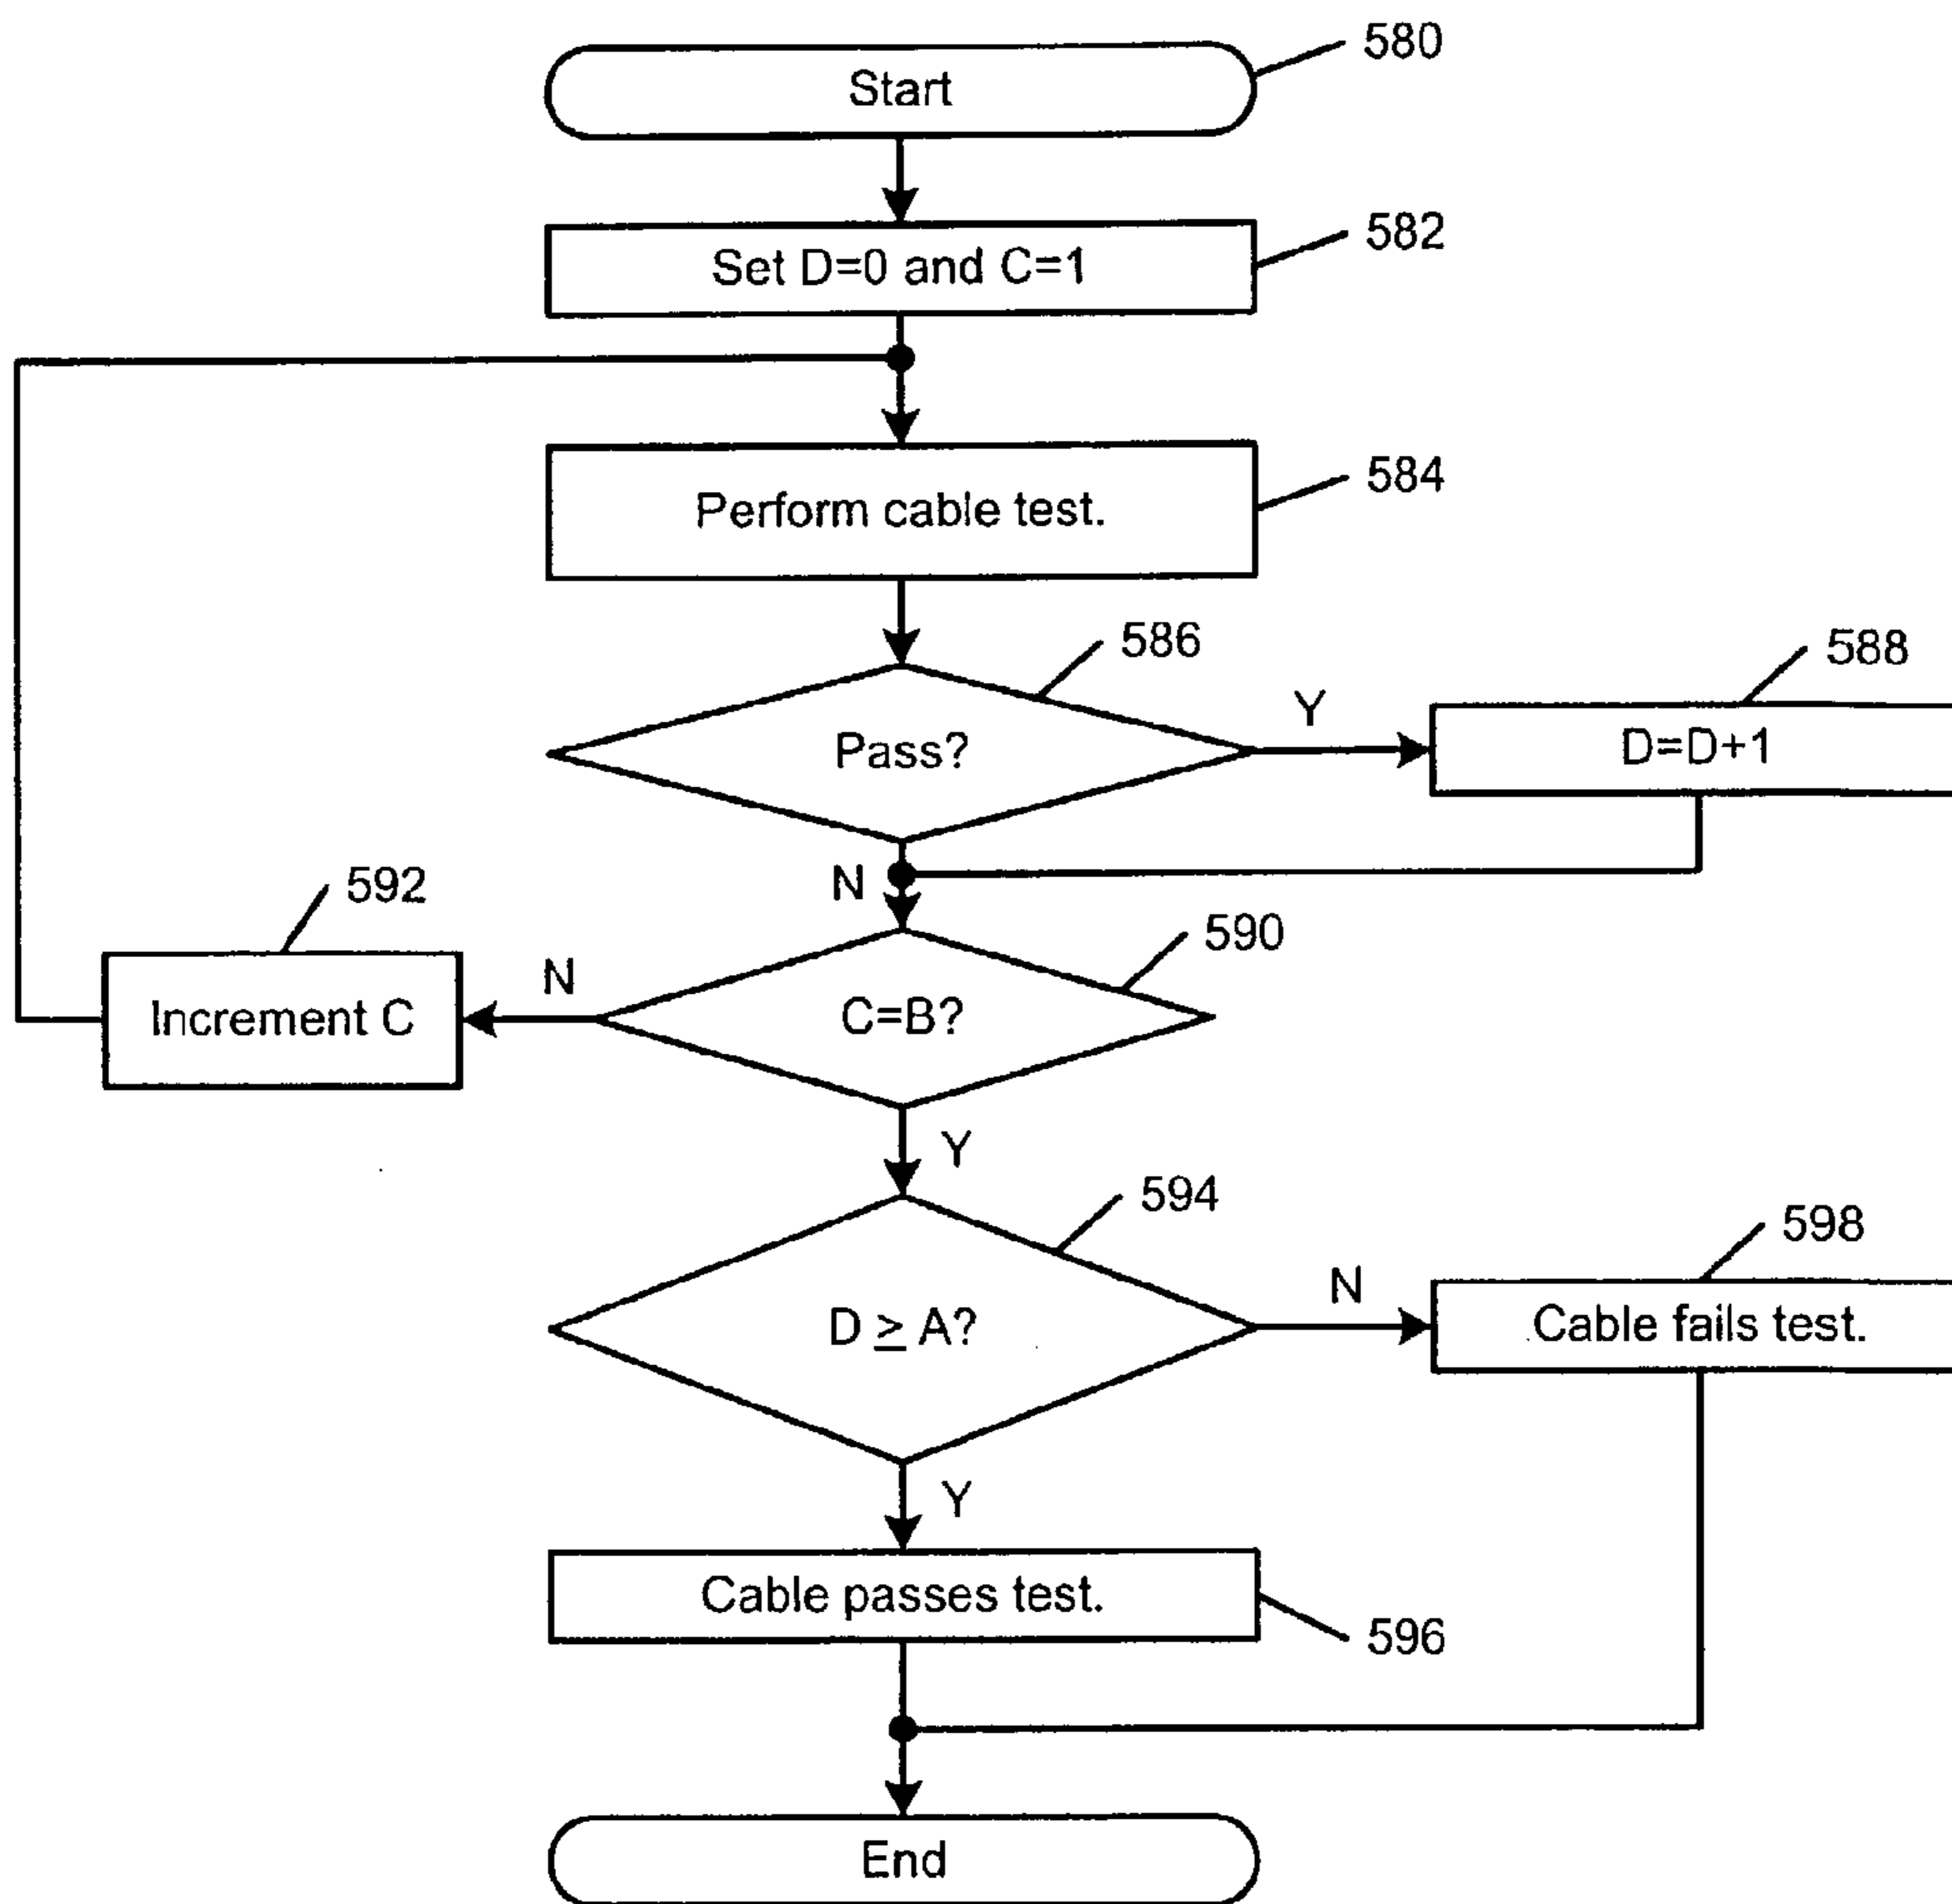 Start
580
Set D=0 and C=1
582
Perform cable test.
584
586
Pass?
Y
588
D=D+1
N
592
Increment C
N
590
C=B?
Y
594
D ≥ A?
N
598
Cable fails test.
Y
Cable passes test.
596
End